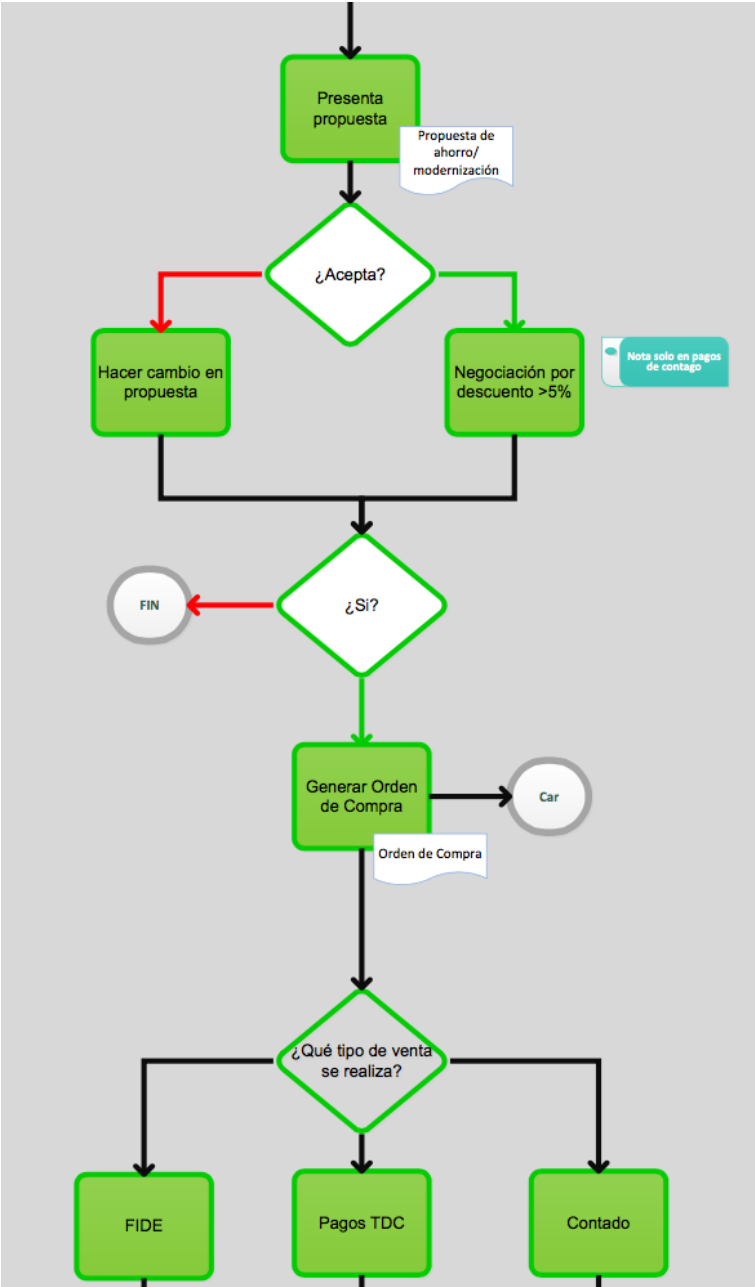 Presenta
propuesta
Propuesta de
ahorro/
modernización
¿Acepta?
Hacer cambio en
propuesta
Negociación por
descuento >5%
Nota solo en pagos
de contago
¿Si?
FIN
Generar Orden
de Compra
Car
Orden de Compra
¿Qué tipo de venta
se realiza?
FIDE
Pagos TDC
Contado